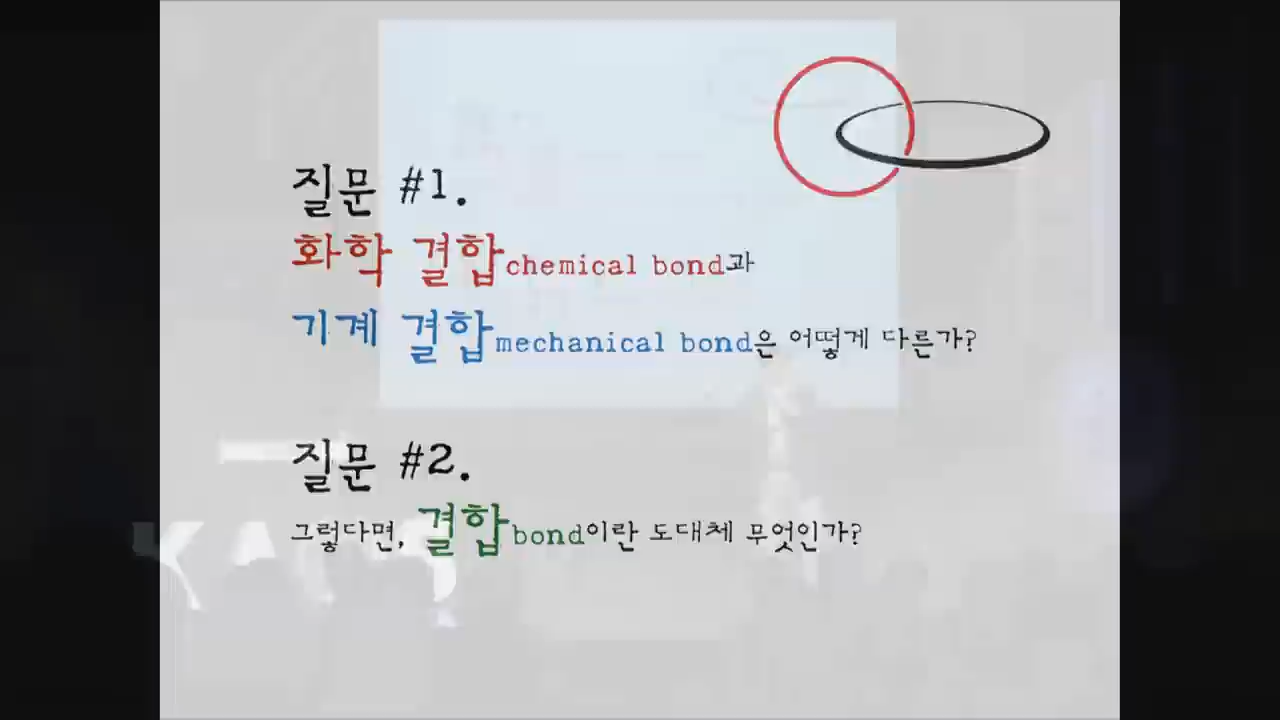 질문 #1.
화학 결합chemical bond과
기계 결합mechanical bond은 어떻게 다른가?
질문 #2.
그렇다면, 결합bond이란 도대체 무엇인가?